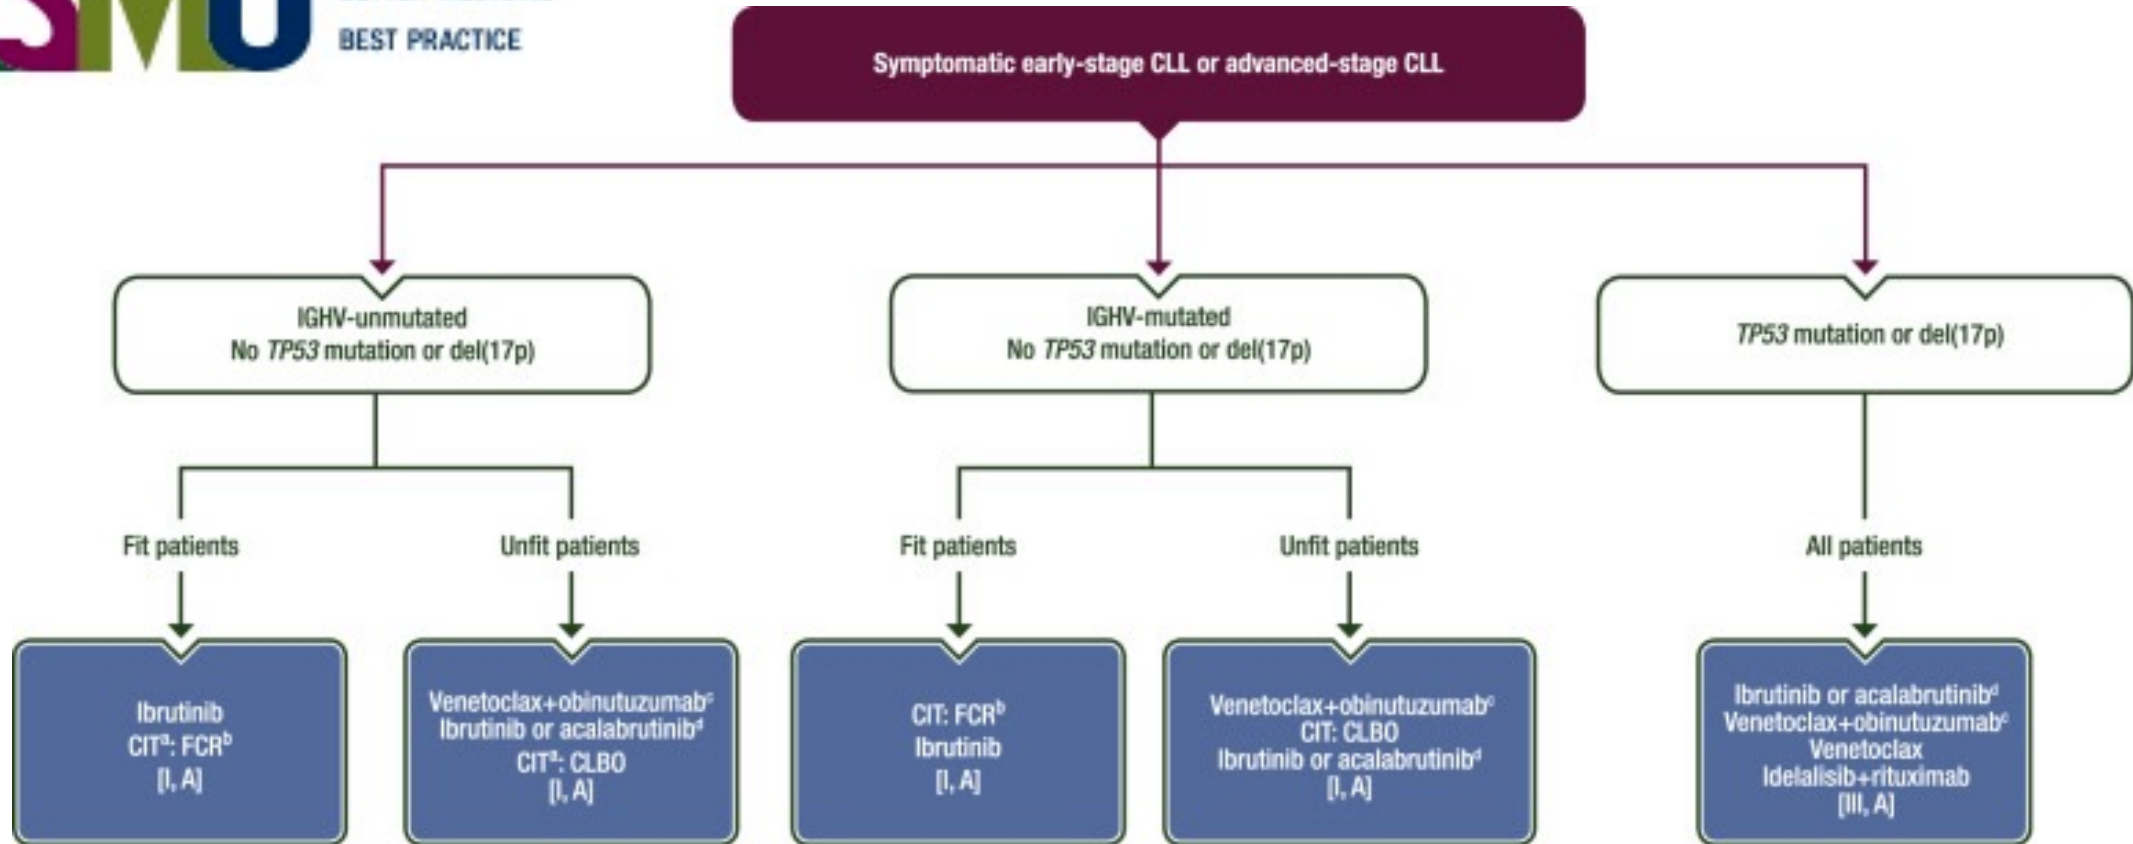 SMU
BEST PRACTICE
Symptomatic early-stage CLL or advanced-stage CLL
IGHV-unmutated
No TP53 mutation or del(17p)
IGHV-mutated
No TP53 mutation or del(17p)
TP53 mutation or del(17p)
Fit patients
Unfit patients
Fit patients
Unfit patients
All patients
Ibrutinib
CITᵃ: FCRᵇ
[I, A]
Venetoclax+obinutuzumabᶜ
Ibrutinib or acalabrutinibᵈ
CITᵃ: CLBO
[I, A]
CIT: FCRᵇ
Ibrutinib
[I, A]
Venetoclax+obinutuzumabᶜ
CIT: CLBO
Ibrutinib or acalabrutinibᵈ
[I, A]
Ibrutinib or acalabrutinibᵈ
Venetoclax+obinutuzumabᶜ
Venetoclax
Idelalisib+rituximab
[III, A]